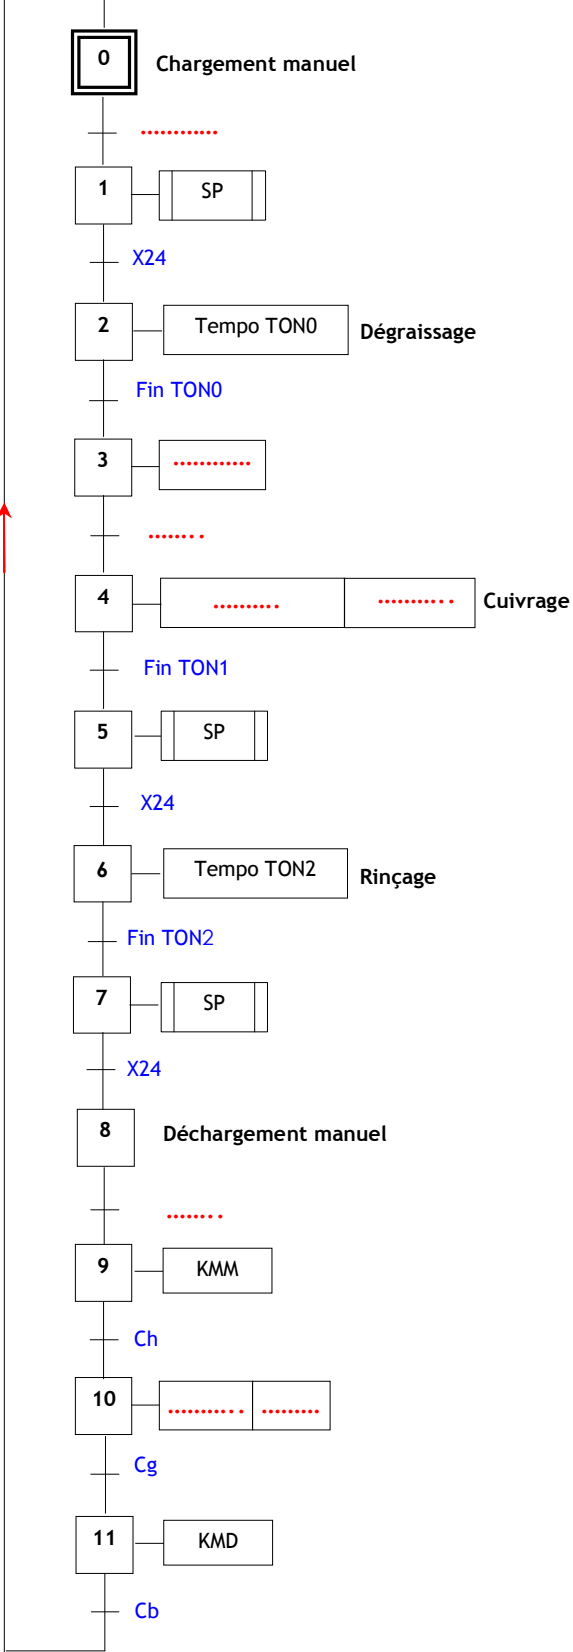 0 Chargement manuel
............
1 SP
X24
2 Tempo TON0 Dégraissage
Fin TON0
3 ............
........
4 .......... ........... Cuivrage
Fin TON1
5 SP
X24
6 Tempo TON2 Rinçage
Fin TON2
7 SP
X24
8 Déchargement manuel
........
9 KMM
Ch
10 ........... .........
Cg
11 KMD
Cb